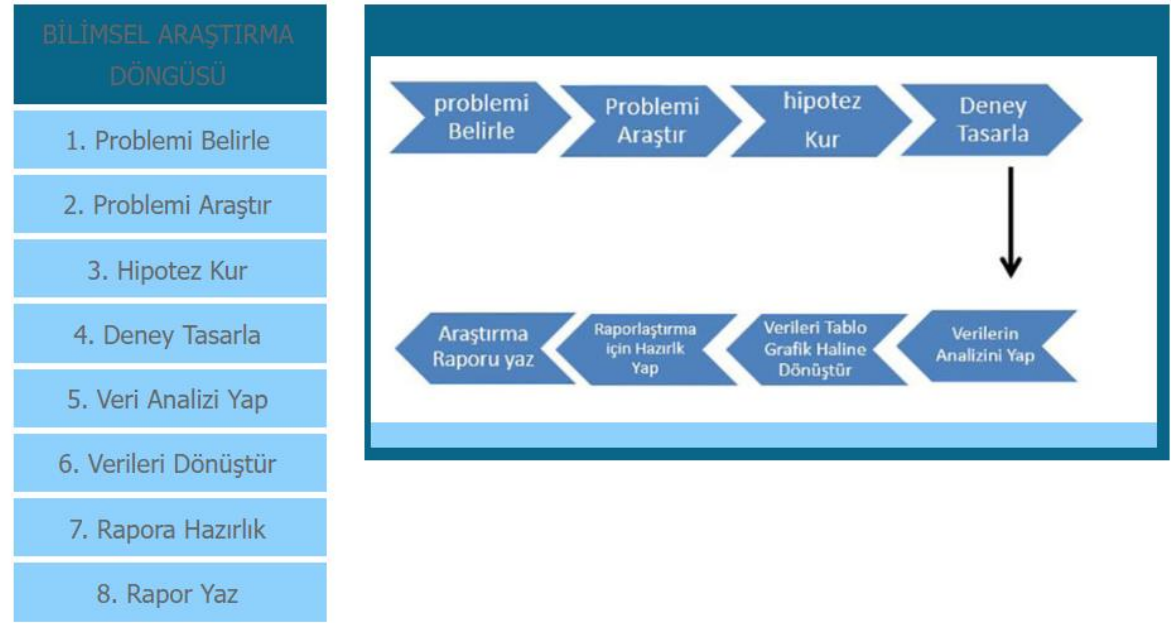 BİLİMSEL ARAŞTIRMA
DÖNGÜSÜ
1. Problemi Belirle
2. Problemi Araştır
3. Hipotez Kur
4. Deney Tasarla
5. Veri Analizi Yap
6. Verileri Dönüştür
7. Rapora Hazırlık
8. Rapor Yaz
problemi
Belirle
Problemi
Araştır
hipotez
Kur
Deney
Tasarla
Araştırma
Raporu yaz
Raporlaştırma
için Hazırlk
Yap
Verileri Tablo
Grafik Haline
Dönüştür
Verilerin
Analizini Yap